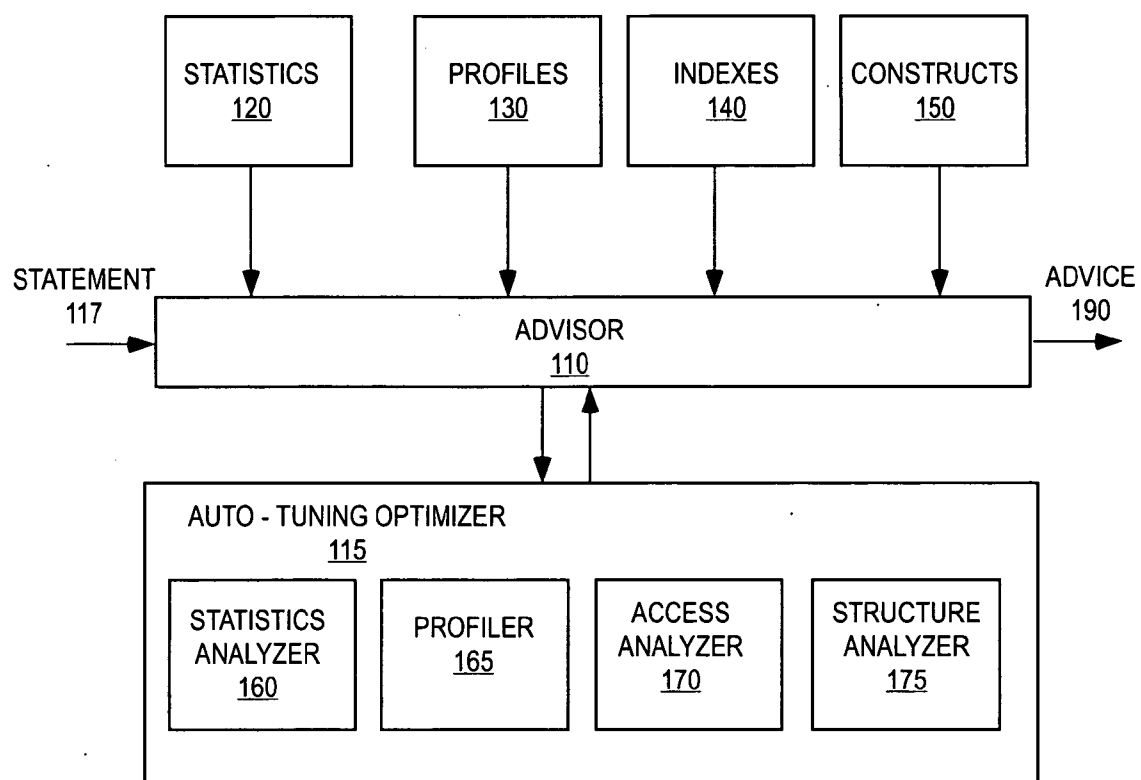 STATISTICS
120
PROFILES
130
INDEXES
140
CONSTRUCTS
150
STATEMENT
117
ADVISOR
110
ADVICE
190
AUTO - TUNING OPTIMIZER
115
STATISTICS
ANALYZER
160
PROFILER
165
ACCESS
ANALYZER
170
STRUCTURE
ANALYZER
175